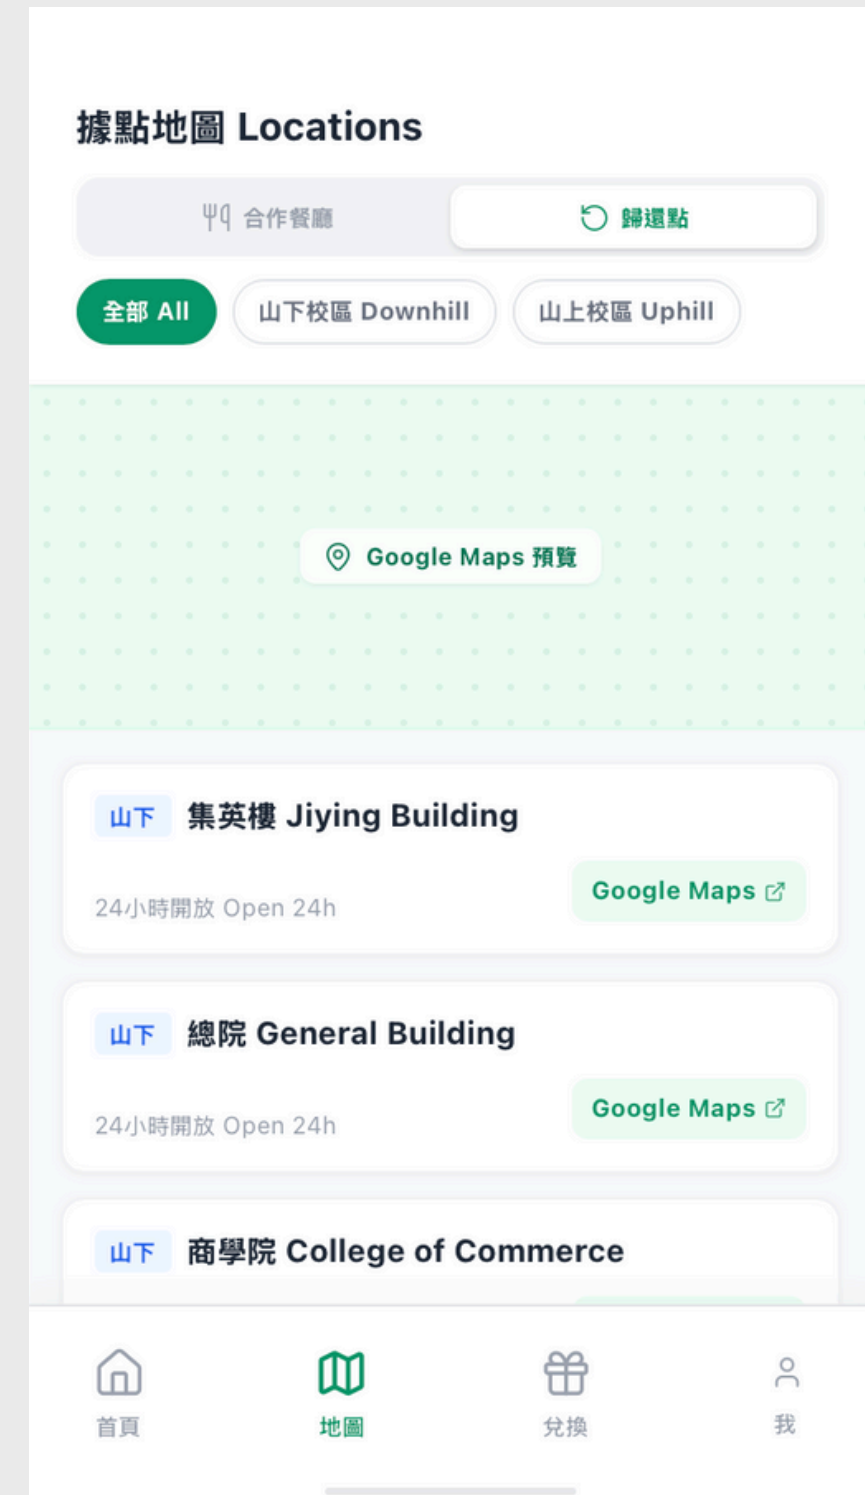 據點地圖 Locations
合作餐廳 歸還點
全部 All 山下校區 Downhill 山上校區 Uphill
Google Maps 預覽
山下 集英樓 Jiying Building
24小時開放 Open 24h Google Maps
山下 總院 General Building
24小時開放 Open 24h Google Maps
山下 商學院 College of Commerce
首頁 地圖 兌換 我